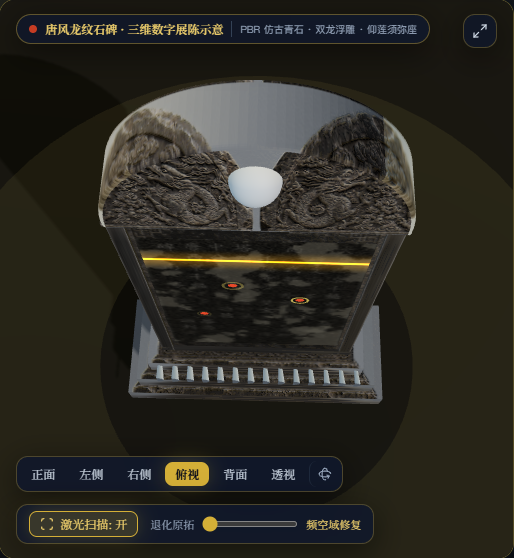 唐风龙纹石碑 · 三维数字展陈示意 PBR 仿古青石 · 双龙浮雕 · 仰莲须弥座
正面 左侧 右侧 俯视 背面 透视
激光扫描: 开 退化原拓 频空域修复